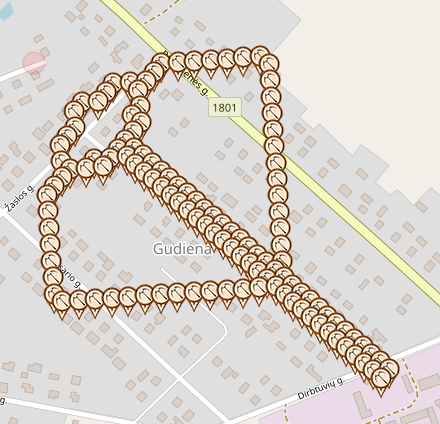 1801
Žaslos g.
Gudiena
Dirbtuvių g.
g.